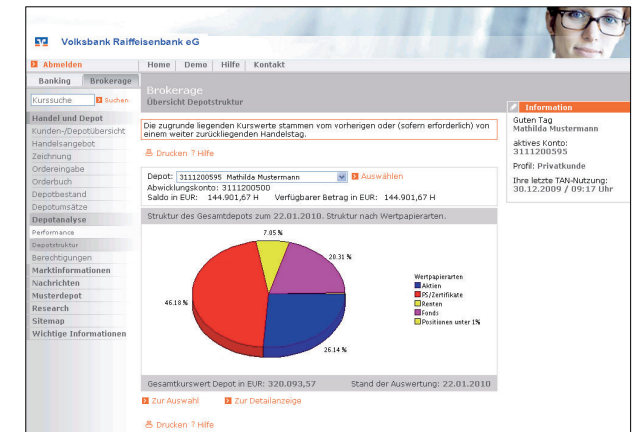 Volksbank Raiffeisenbank eG
Abmelden
Home Demo Hilfe Kontakt
Banking Brokerage
Kurssuche Suchen
Handel und Depot
Kunden-/Depotübersicht
Handelsangebot
Zeichnung
Ordereingabe
Orderbuch
Depotbestand
Depotumsätze
Depotanalyse
Performance
Depotstruktur
Berechtigungen
Marktinformationen
Nachrichten
Musterdepot
Research
Sitemap
Wichtige Informationen
Brokerage
Übersicht Depotstruktur
Die zugrunde liegenden Kurswerte stammen vom vorherigen oder (sofern erforderlich) von
einem weiter zurückliegenden Handelstag.
Drucken ? Hilfe
Depot: 3111200595 Mathilda Mustermann Auswählen
Abwicklungskonto: 3111200500
Saldo in EUR: 144.901,67 H Verfügbarer Betrag in EUR: 144.901,67 H
Struktur des Gesamtdepots zum 22.01.2010. Struktur nach Wertpapierarten.
7.05 %
20.31 %
46.18 %
26.14 %
Wertpapierarten
Aktien
FS/Zertifikate
Renten
Fonds
Positionen unter 1%
Gesamtkurswert Depot in EUR: 320.093,57 Stand der Auswertung: 22.01.2010
Zur Auswahl Zur Detailanzeige
Drucken ? Hilfe
Information
Guten Tag
Mathilda Mustermann
aktives Konto:
3111200595
Profil: Privatkunde
Ihre letzte TAN-Nutzung:
30.12.2009 / 09:17 Uhr